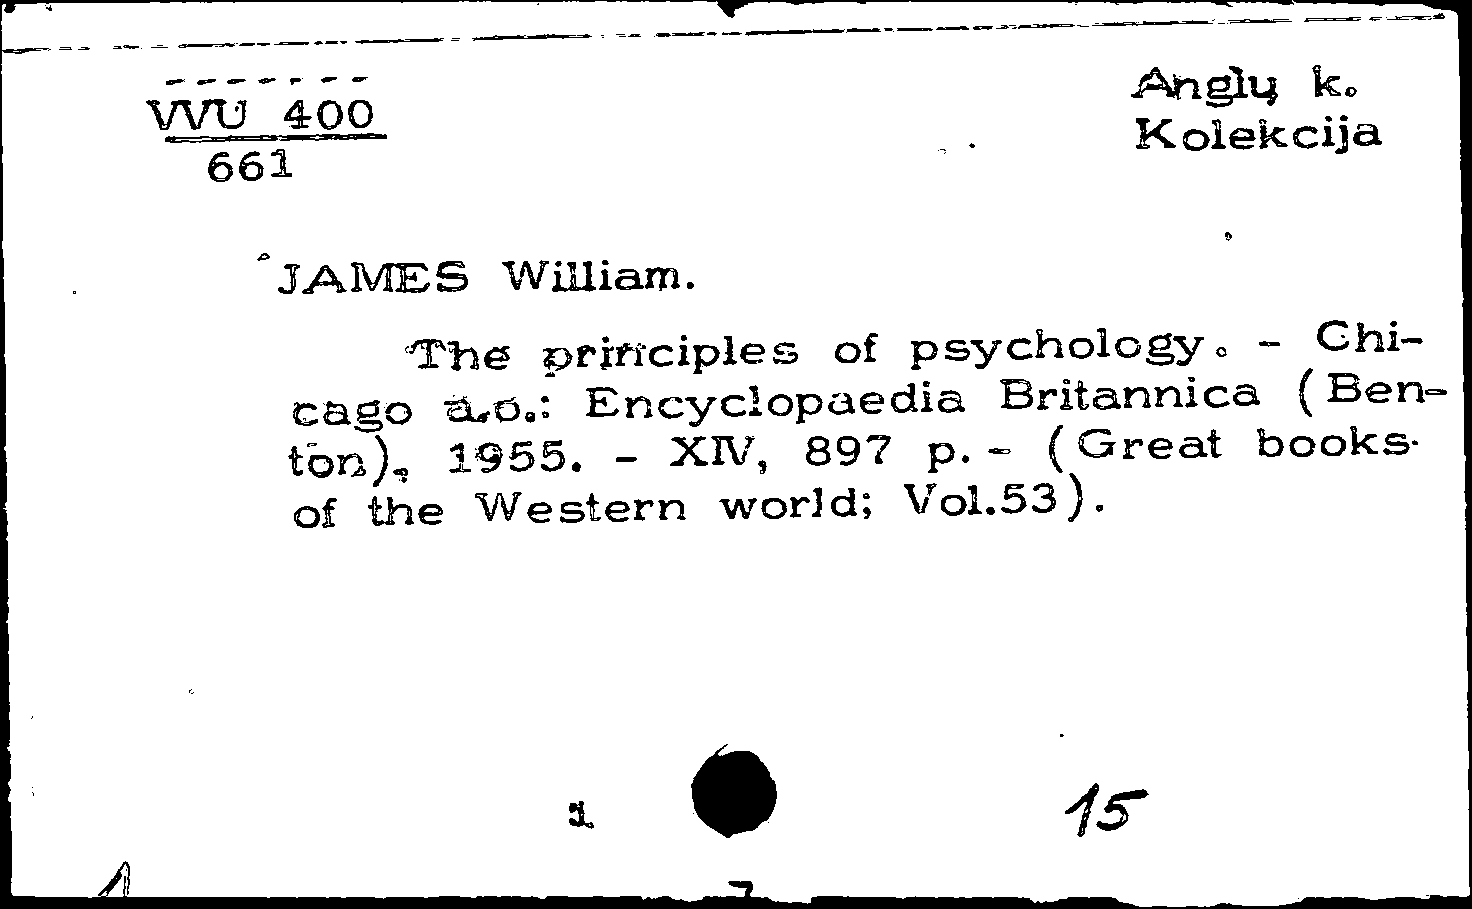 VVU 400
661
Anglų k.
Kolekcija
JAMES William.
The principles of psychology. - Chi-
cago a.o.: Encyclopaedia Britannica (Ben-
ton), 1955. - XIV, 897 p. - (Great books
of the Western world; Vol.53).
1
15